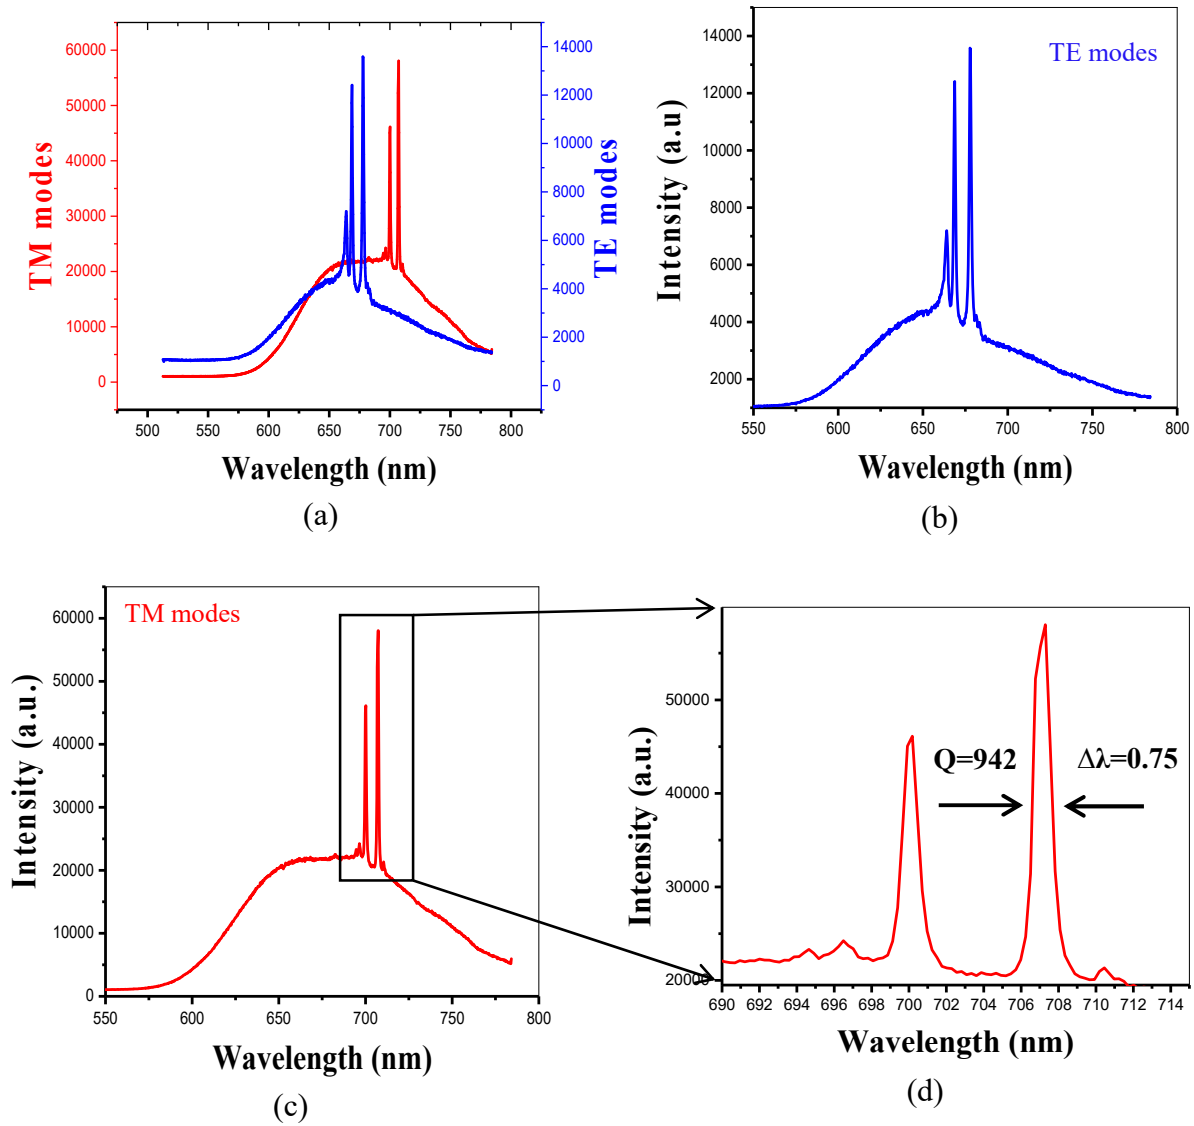 60000
50000
40000
30000
20000
10000
0
TM modes
14000
12000
10000
8000
6000
4000
2000
0
TE modes
500 550 600 650 700 750 800
Wavelength (nm)
(a)
TE modes
14000
12000
10000
8000
6000
4000
2000
Intensity (a.u)
550 600 650 700 750 800
Wavelength (nm)
(b)
TM modes
60000
50000
40000
30000
20000
10000
0
Intensity (a.u.)
550 600 650 700 750 800
Wavelength (nm)
(c)
50000
40000
30000
20000
Intensity (a.u.)
Q=942 Δλ=0.75
690 692 694 696 698 700 702 704 706 708 710 712 714
Wavelength (nm)
(d)